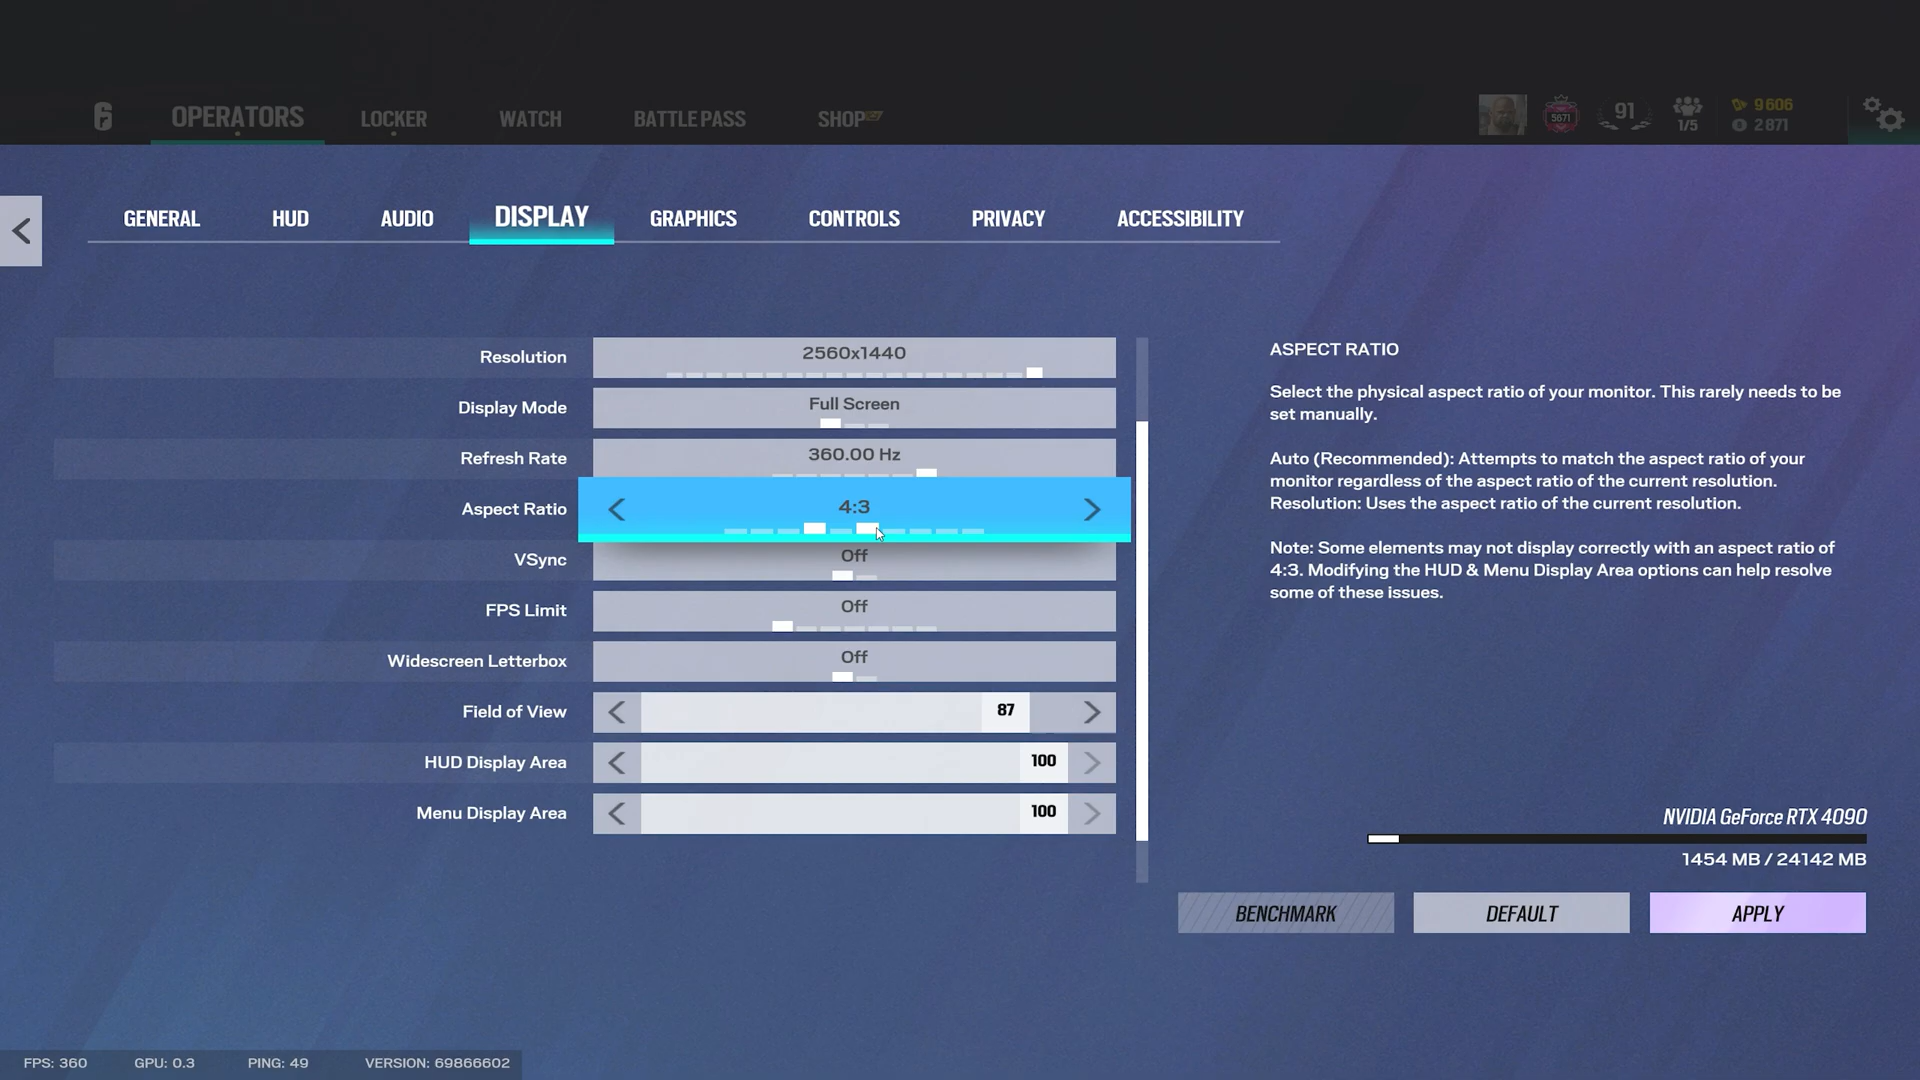 6
OPERATORS
LOCKER
WATCH
BATTLE PASS
SHOP
5671
91
1/5
9 606
2 871
GENERAL
HUD
AUDIO
DISPLAY
GRAPHICS
CONTROLS
PRIVACY
ACCESSIBILITY
Resolution
2560x1440
Display Mode
Full Screen
Refresh Rate
360.00 Hz
Aspect Ratio
4:3
VSync
Off
FPS Limit
Off
Widescreen Letterbox
Off
Field of View
87
HUD Display Area
100
Menu Display Area
100
ASPECT RATIO
Select the physical aspect ratio of your monitor. This rarely needs to be
set manually.
Auto (Recommended): Attempts to match the aspect ratio of your
monitor regardless of the aspect ratio of the current resolution.
Resolution: Uses the aspect ratio of the current resolution.
Note: Some elements may not display correctly with an aspect ratio of
4:3. Modifying the HUD & Menu Display Area options can help resolve
some of these issues.
NVIDIA GeForce RTX 4090
1454 MB / 24142 MB
BENCHMARK
DEFAULT
APPLY
FPS: 360
GPU: 0.3
PING: 49
VERSION: 69866602